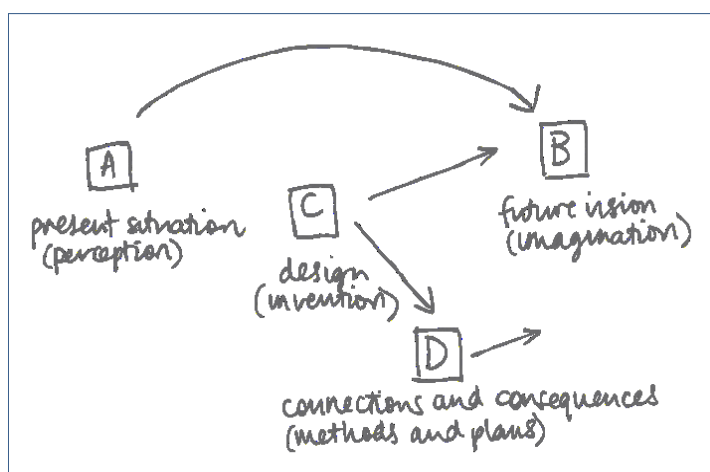 A
present situation
(perception)
B
future vision
(imagination)
C
design
(invention)
D
connections and consequences
(methods and plans)